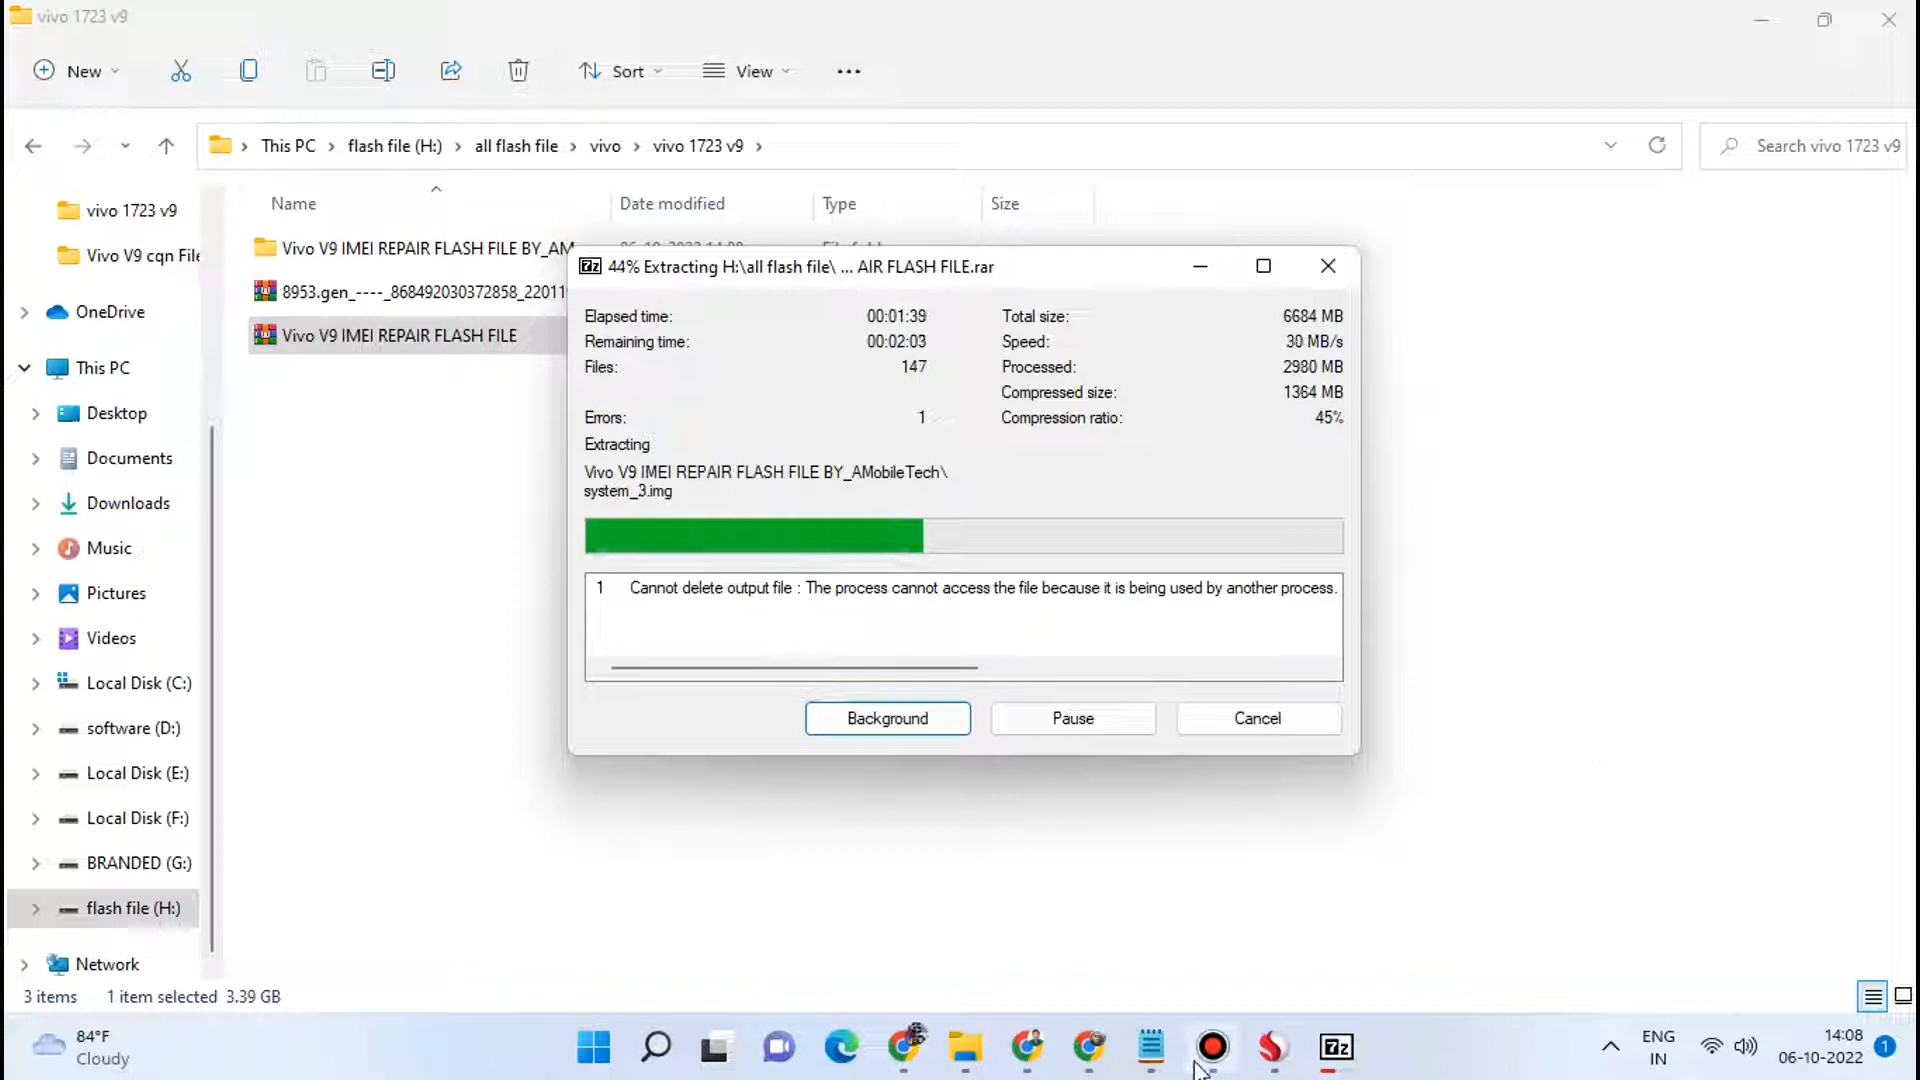 vivo 1723 v9
New
Sort
View
This PC
flash file (H:)
all flash file
vivo
vivo 1723 v9
Search vivo 1723 v9
Name
Date modified
Type
Size
vivo 1723 v9
Vivo V9 cqn File
OneDrive
This PC
Desktop
Documents
Downloads
Music
Pictures
Videos
Local Disk (C:)
software (D:)
Local Disk (E:)
Local Disk (F:)
BRANDED (G:)
flash file (H:)
Network
Vivo V9 IMEI REPAIR FLASH FILE BY_AM
8953.gen_----_868492030372858_22011
Vivo V9 IMEI REPAIR FLASH FILE
7z 44% Extracting H:\all flash file\ ... AIR FLASH FILE.rar
Elapsed time: 00:01:39
Remaining time: 00:02:03
Files: 147
Errors: 1
Total size: 6684 MB
Speed: 30 MB/s
Processed: 2980 MB
Compressed size: 1364 MB
Compression ratio: 45%
Extracting
Vivo V9 IMEI REPAIR FLASH FILE BY_AMobileTech\
system_3.img
1 Cannot delete output file : The process cannot access the file because it is being used by another process.
Background
Pause
Cancel
3 items 1 item selected 3.39 GB
84°F
Cloudy
7z
ENG
IN
14:08
06-10-2022
1